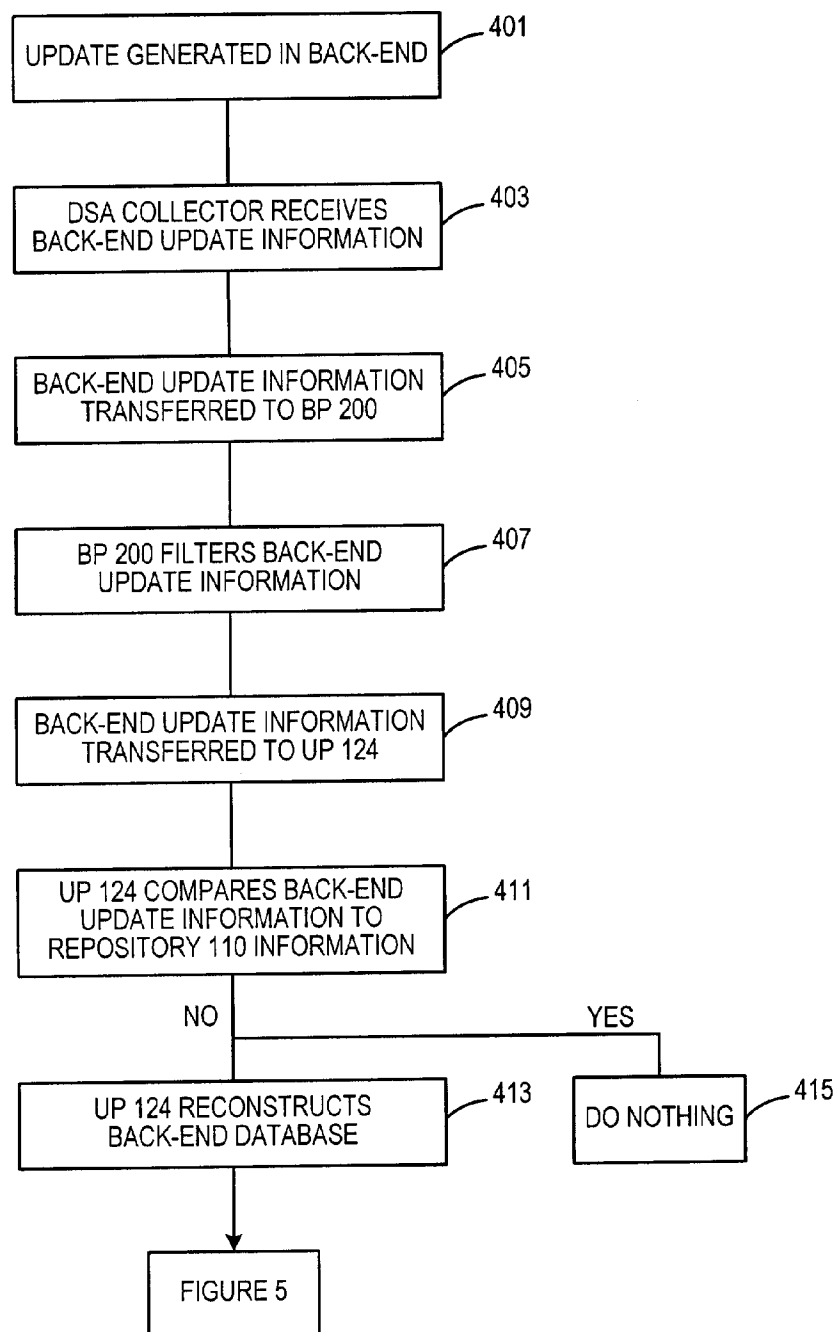 UPDATE GENERATED IN BACK-END
401
DSA COLLECTOR RECEIVES
BACK-END UPDATE INFORMATION
403
BACK-END UPDATE INFORMATION
TRANSFERRED TO BP 200
405
BP 200 FILTERS BACK-END
UPDATE INFORMATION
407
BACK-END UPDATE INFORMATION
TRANSFERRED TO UP 124
409
UP 124 COMPARES BACK-END
UPDATE INFORMATION TO
REPOSITORY 110 INFORMATION
411
NO
YES
UP 124 RECONSTRUCTS
BACK-END DATABASE
413
DO NOTHING
415
FIGURE 5